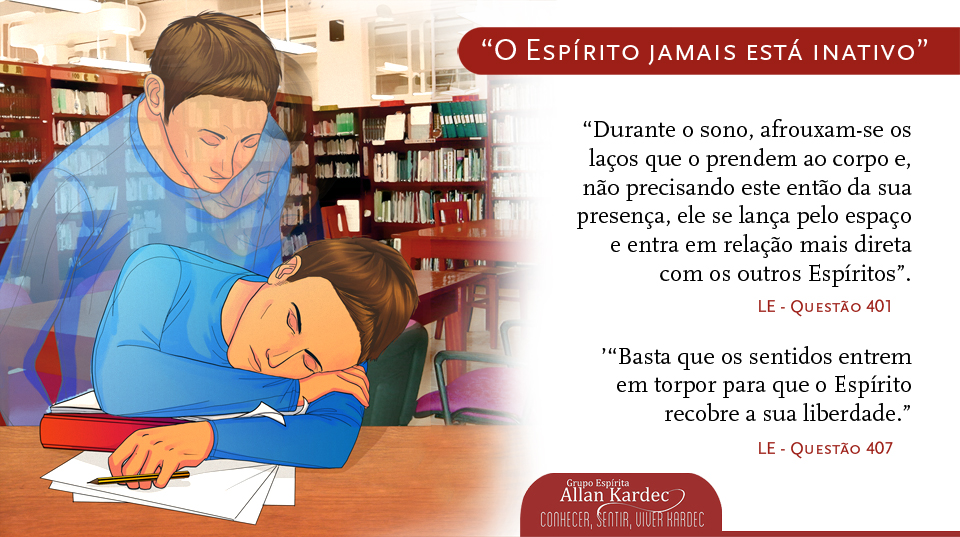 “O Espírito jamais está inativo”
“Durante o sono, afrouxam-se os
laços que o prendem ao corpo e,
não precisando este então da sua
presença, ele se lança pelo espaço
e entra em relação mais direta
com os outros Espíritos”.
LE - Questão 401
’“Basta que os sentidos entrem
em torpor para que o Espírito
recobre a sua liberdade.”
LE - Questão 407
Grupo Espírita
Allan Kardec
CONHECER, SENTIR, VIVER KARDEC